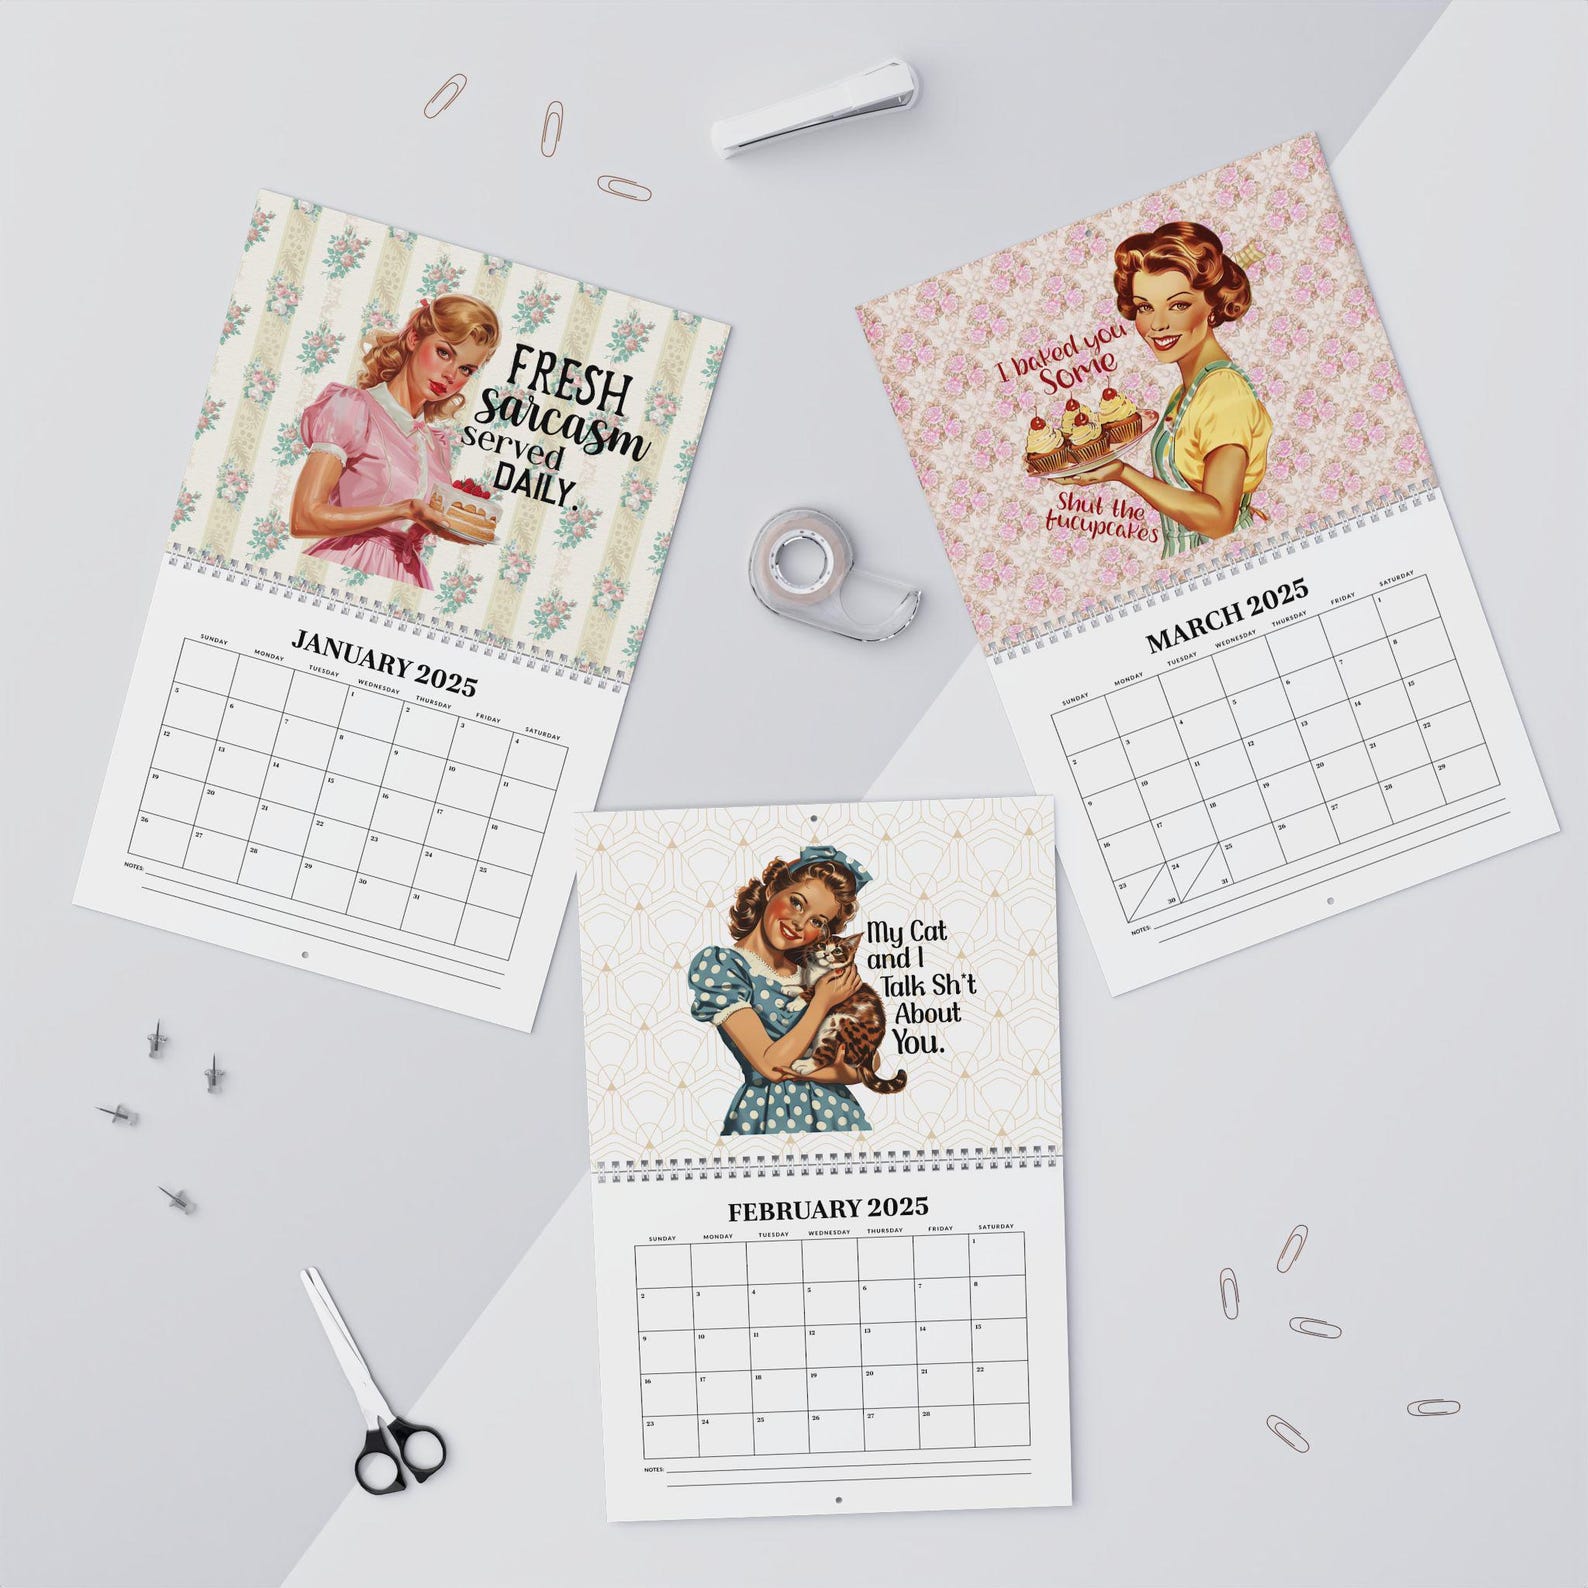 FRESH
sarcasm
served
DAILY.
JANUARY 2025
SUNDAY MONDAY TUESDAY WEDNESDAY THURSDAY FRIDAY SATURDAY
1 2 3 4
5 6 7 8 9 10 11
12 13 14 15 16 17 18
19 20 21 22 23 24 25
26 27 28 29 30 31
NOTES:
I baked you
some
Shut the
fucupcakes
MARCH 2025
SUNDAY MONDAY TUESDAY WEDNESDAY THURSDAY FRIDAY SATURDAY
1
2 3 4 5 6 7 8
9 10 11 12 13 14 15
16 17 18 19 20 21 22
23 24 25 26 27 28 29
30 31
NOTES:
My Cat
and I
Talk Sh*t
About
You.
FEBRUARY 2025
SUNDAY MONDAY TUESDAY WEDNESDAY THURSDAY FRIDAY SATURDAY
1
2 3 4 5 6 7 8
9 10 11 12 13 14 15
16 17 18 19 20 21 22
23 24 25 26 27 28
NOTES: